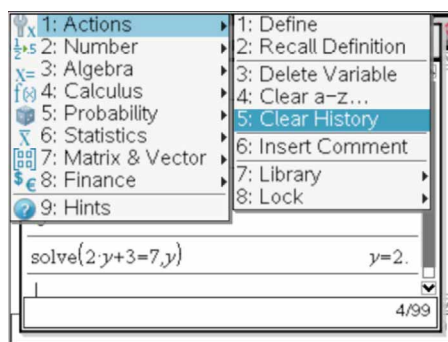 1: Actions
2: Number
3: Algebra
4: Calculus
5: Probability
6: Statistics
7: Matrix & Vector
8: Finance
9: Hints
1: Define
2: Recall Definition
3: Delete Variable
4: Clear a-z...
5: Clear History
6: Insert Comment
7: Library
8: Lock
solve(2·y+3=7,y) y=2.
4/99